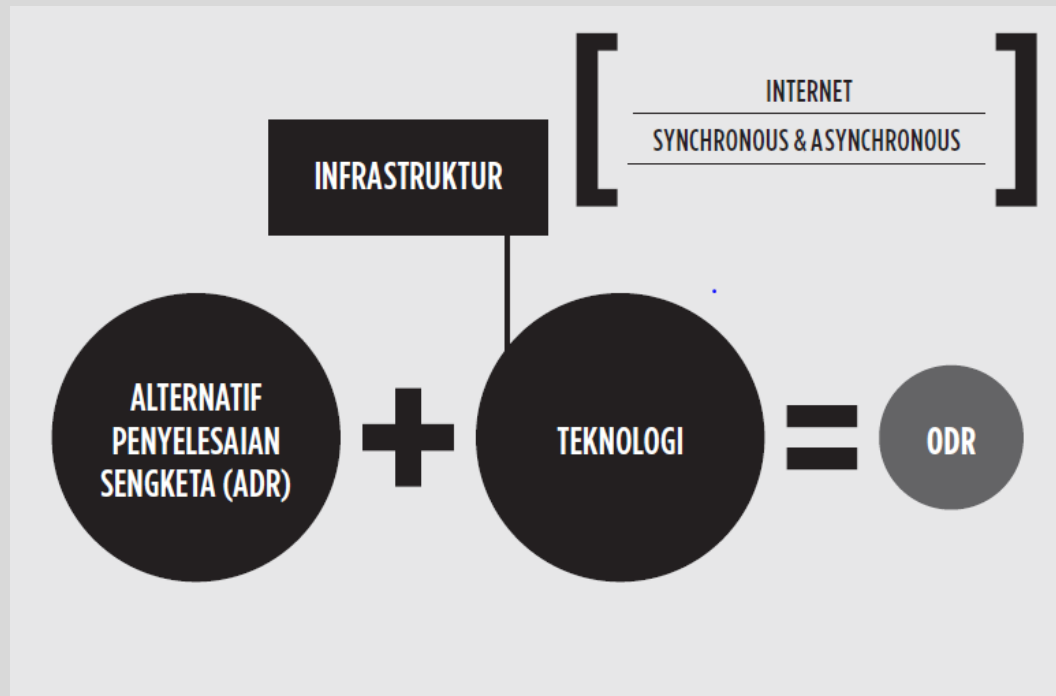 INTERNET
SYNCHRONOUS & ASYNCHRONOUS
INFRASTRUKTUR
ALTERNATIF
PENYELESAIAN
SENGKETA (ADR)
+
TEKNOLOGI
=
ODR